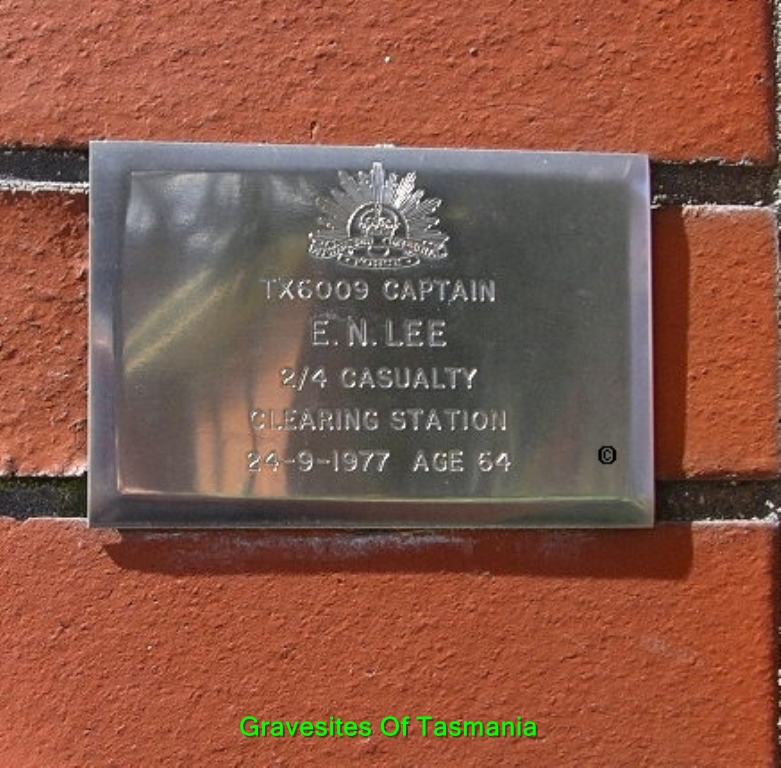 TX6009 CAPTAIN
E. N. LEE
2/4 CASUALTY
CLEARING STATION
24-9-1977 AGE 64
©
Gravesites Of Tasmania